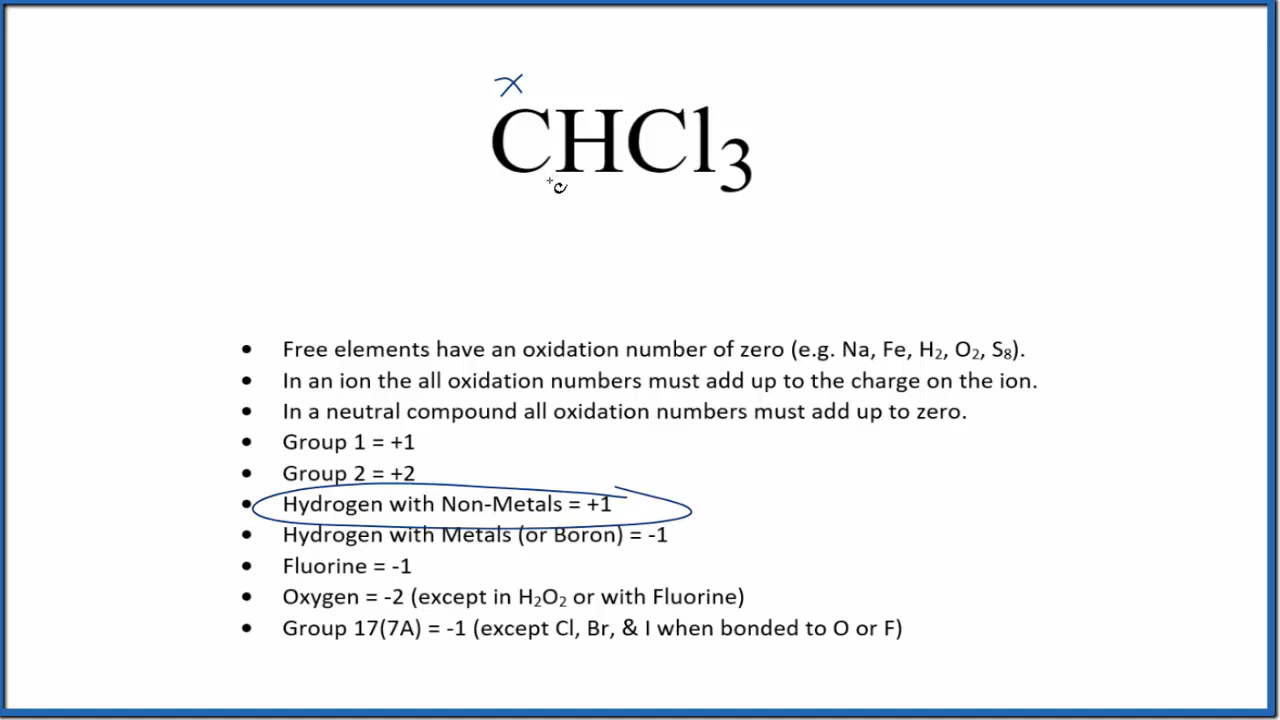 x
CHCl₃
• Free elements have an oxidation number of zero (e.g. Na, Fe, H₂, O₂, S₈).
• In an ion the all oxidation numbers must add up to the charge on the ion.
• In a neutral compound all oxidation numbers must add up to zero.
• Group 1 = +1
• Group 2 = +2
• Hydrogen with Non-Metals = +1
• Hydrogen with Metals (or Boron) = -1
• Fluorine = -1
• Oxygen = -2 (except in H₂O₂ or with Fluorine)
• Group 17(7A) = -1 (except Cl, Br, & I when bonded to O or F)